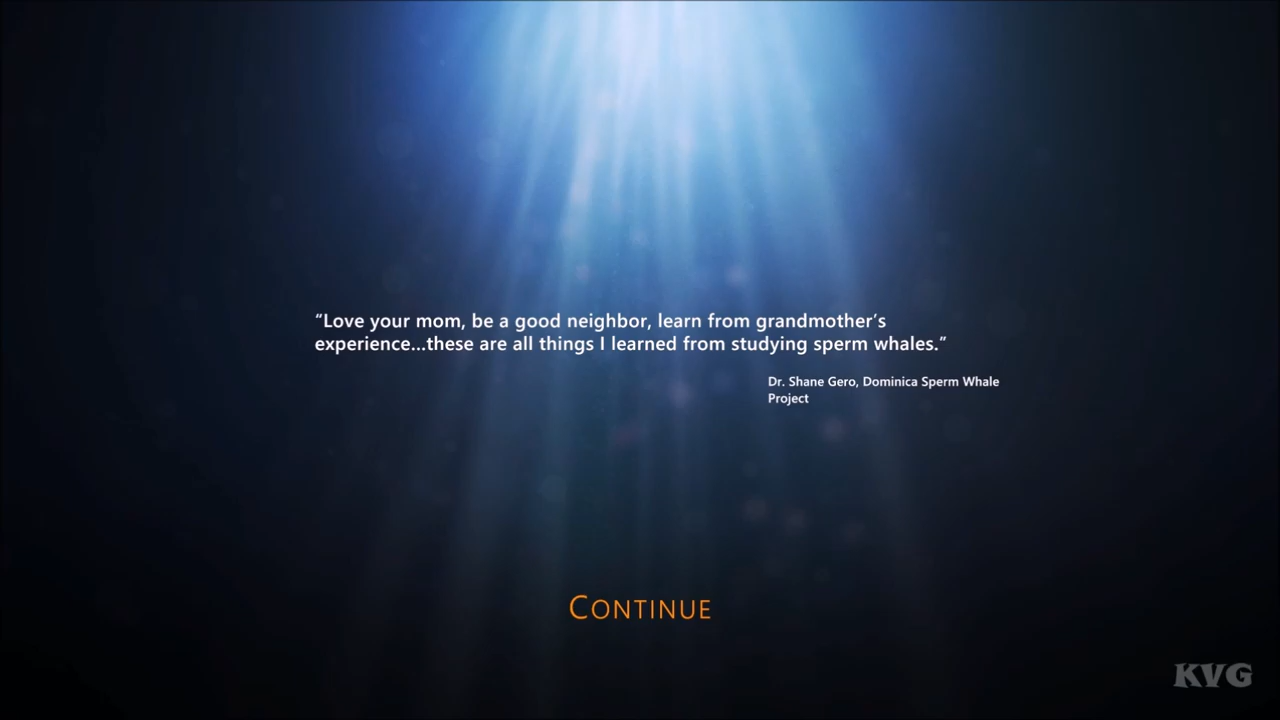 “Love your mom, be a good neighbor, learn from grandmother’s
experience...these are all things I learned from studying sperm whales.”
Dr. Shane Gero, Dominica Sperm Whale
Project
CONTINUE
KVG